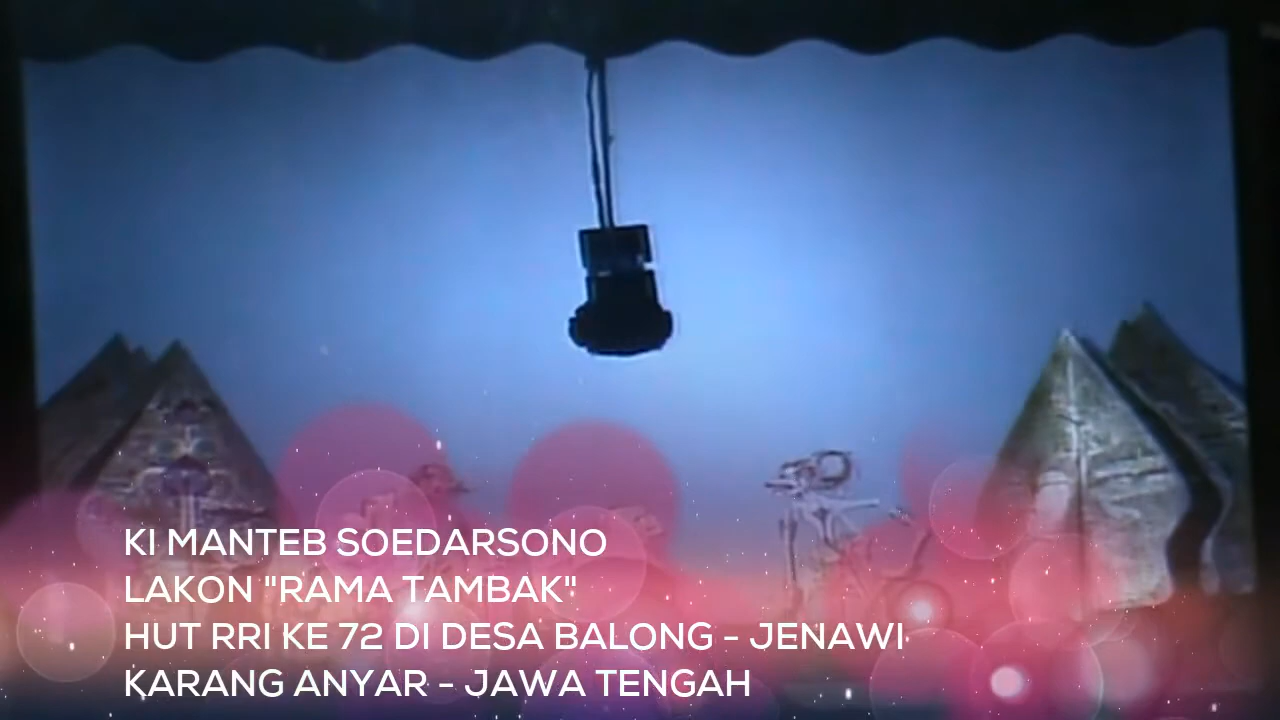 KI MANTEB SOEDARSONO
LAKON "RAMA TAMBAK"
HUT RRI KE 72 DI DESA BALONG - JENAWI
KARANG ANYAR - JAWA TENGAH